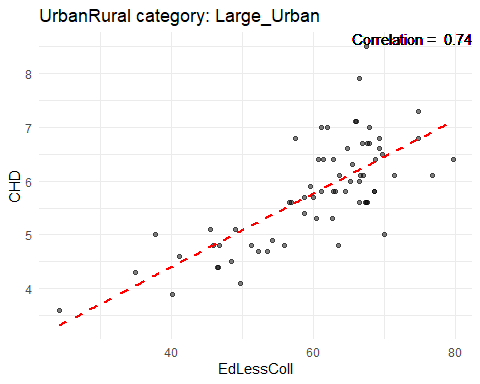 UrbanRural category: Large_Urban
Correlation = 0.74
8
7
6
5
4
CHD
40
60
80
EdLessColl